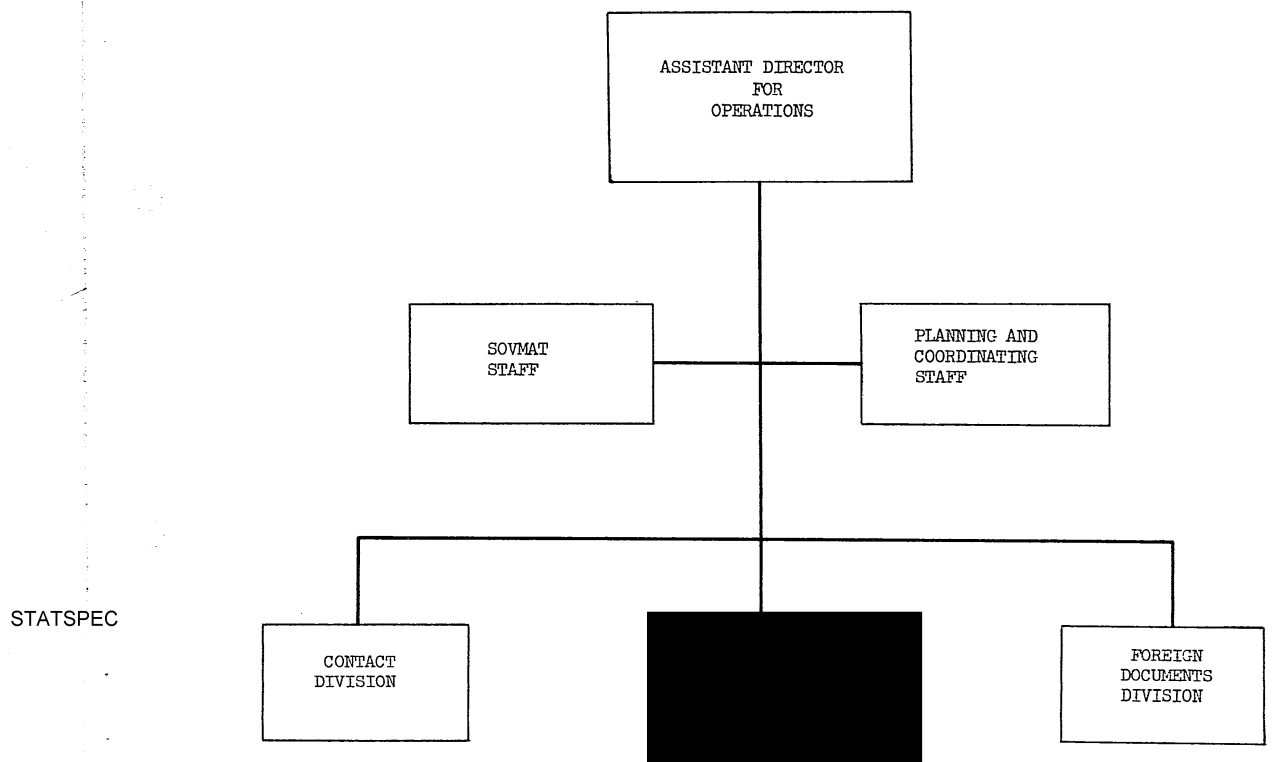 ASSISTANT DIRECTOR
FOR
OPERATIONS
SOVMAT
STAFF
PLANNING AND
COORDINATING
STAFF
STATSPEC
CONTACT
DIVISION
FOREIGN
DOCUMENTS
DIVISION